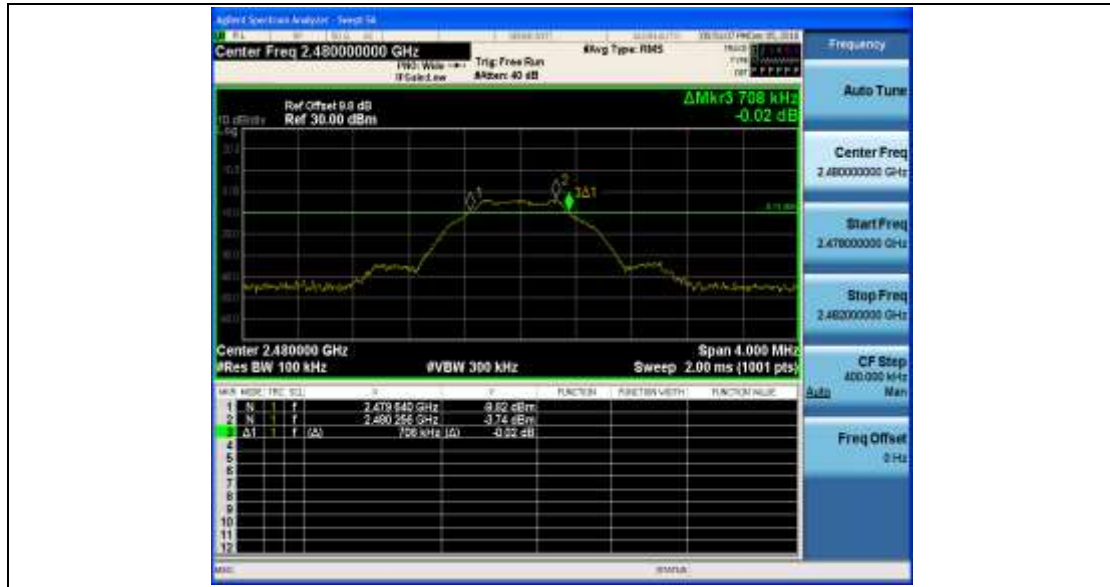 Agilent Spectrum Analyzer - Swept SA
Center Freq 2.480000000 GHz
#Avg Type: RMS
PNO: Wide
Trig: Free Run
IFGain:Low
#Atten: 40 dB
Frequency
Auto Tune
ΔMkr3 708 kHz
-0.02 dB
Ref Offset 9.8 dB
10 dB/div Ref 30.00 dBm
Log
Center Freq
2.480000000 GHz
Start Freq
2.478000000 GHz
Stop Freq
2.482000000 GHz
CF Step
400.000 kHz
Auto Man
Freq Offset
0 Hz
1
2
3Δ1
Center 2.480000 GHz
Span 4.000 MHz
#Res BW 100 kHz
#VBW 300 kHz
Sweep 2.00 ms (1001 pts)
MKR MODE TRC SCL X Y FUNCTION FUNCTION WIDTH FUNCTION VALUE
1 N 1 f 2.479 640 GHz
2 N 1 f 2.480 256 GHz -3.74 dBm
3 Δ1 1 f (Δ) 708 kHz (Δ) -0.02 dB
4
5
6
7
8
9
10
11
12
MSG
STATUS